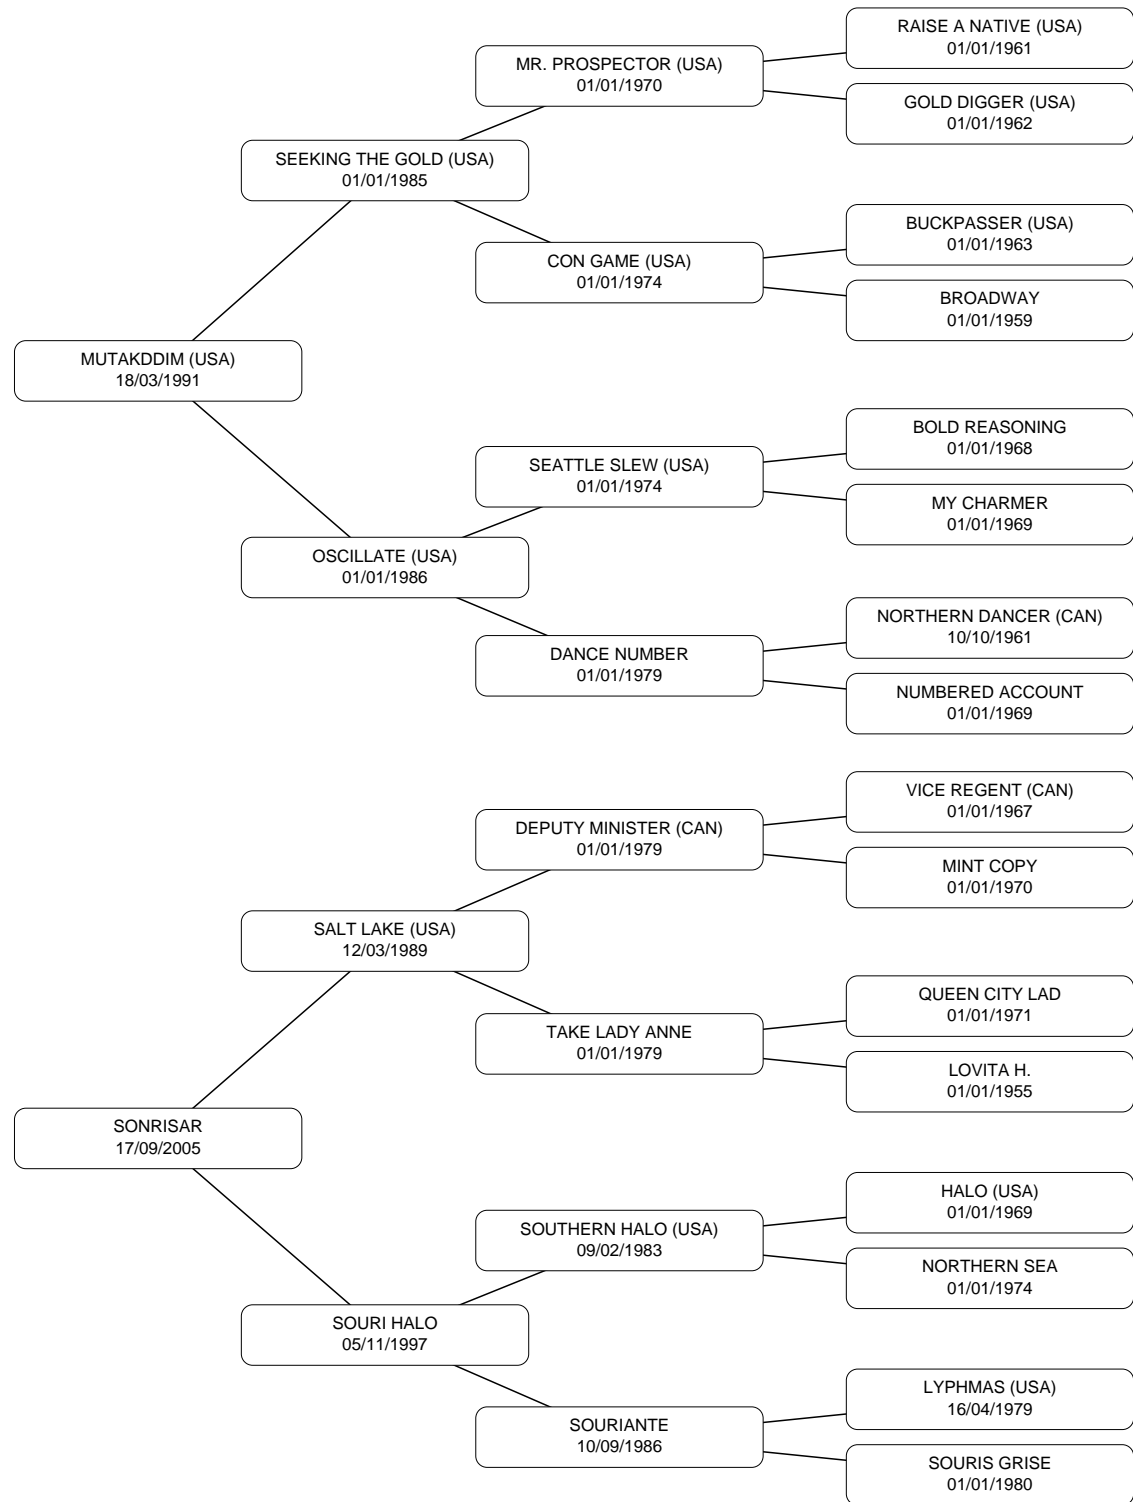 RAISE A NATIVE (USA)
01/01/1961
MR. PROSPECTOR (USA)
01/01/1970
GOLD DIGGER (USA)
01/01/1962
SEEKING THE GOLD (USA)
01/01/1985
BUCKPASSER (USA)
01/01/1963
CON GAME (USA)
01/01/1974
BROADWAY
01/01/1959
MUTAKDDIM (USA)
18/03/1991
BOLD REASONING
01/01/1968
SEATTLE SLEW (USA)
01/01/1974
MY CHARMER
01/01/1969
OSCILLATE (USA)
01/01/1986
NORTHERN DANCER (CAN)
10/10/1961
DANCE NUMBER
01/01/1979
NUMBERED ACCOUNT
01/01/1969
VICE REGENT (CAN)
01/01/1967
DEPUTY MINISTER (CAN)
01/01/1979
MINT COPY
01/01/1970
SALT LAKE (USA)
12/03/1989
QUEEN CITY LAD
01/01/1971
TAKE LADY ANNE
01/01/1979
LOVITA H.
01/01/1955
SONRISAR
17/09/2005
HALO (USA)
01/01/1969
SOUTHERN HALO (USA)
09/02/1983
NORTHERN SEA
01/01/1974
SOURI HALO
05/11/1997
LYPHMAS (USA)
16/04/1979
SOURIANTE
10/09/1986
SOURIS GRISE
01/01/1980